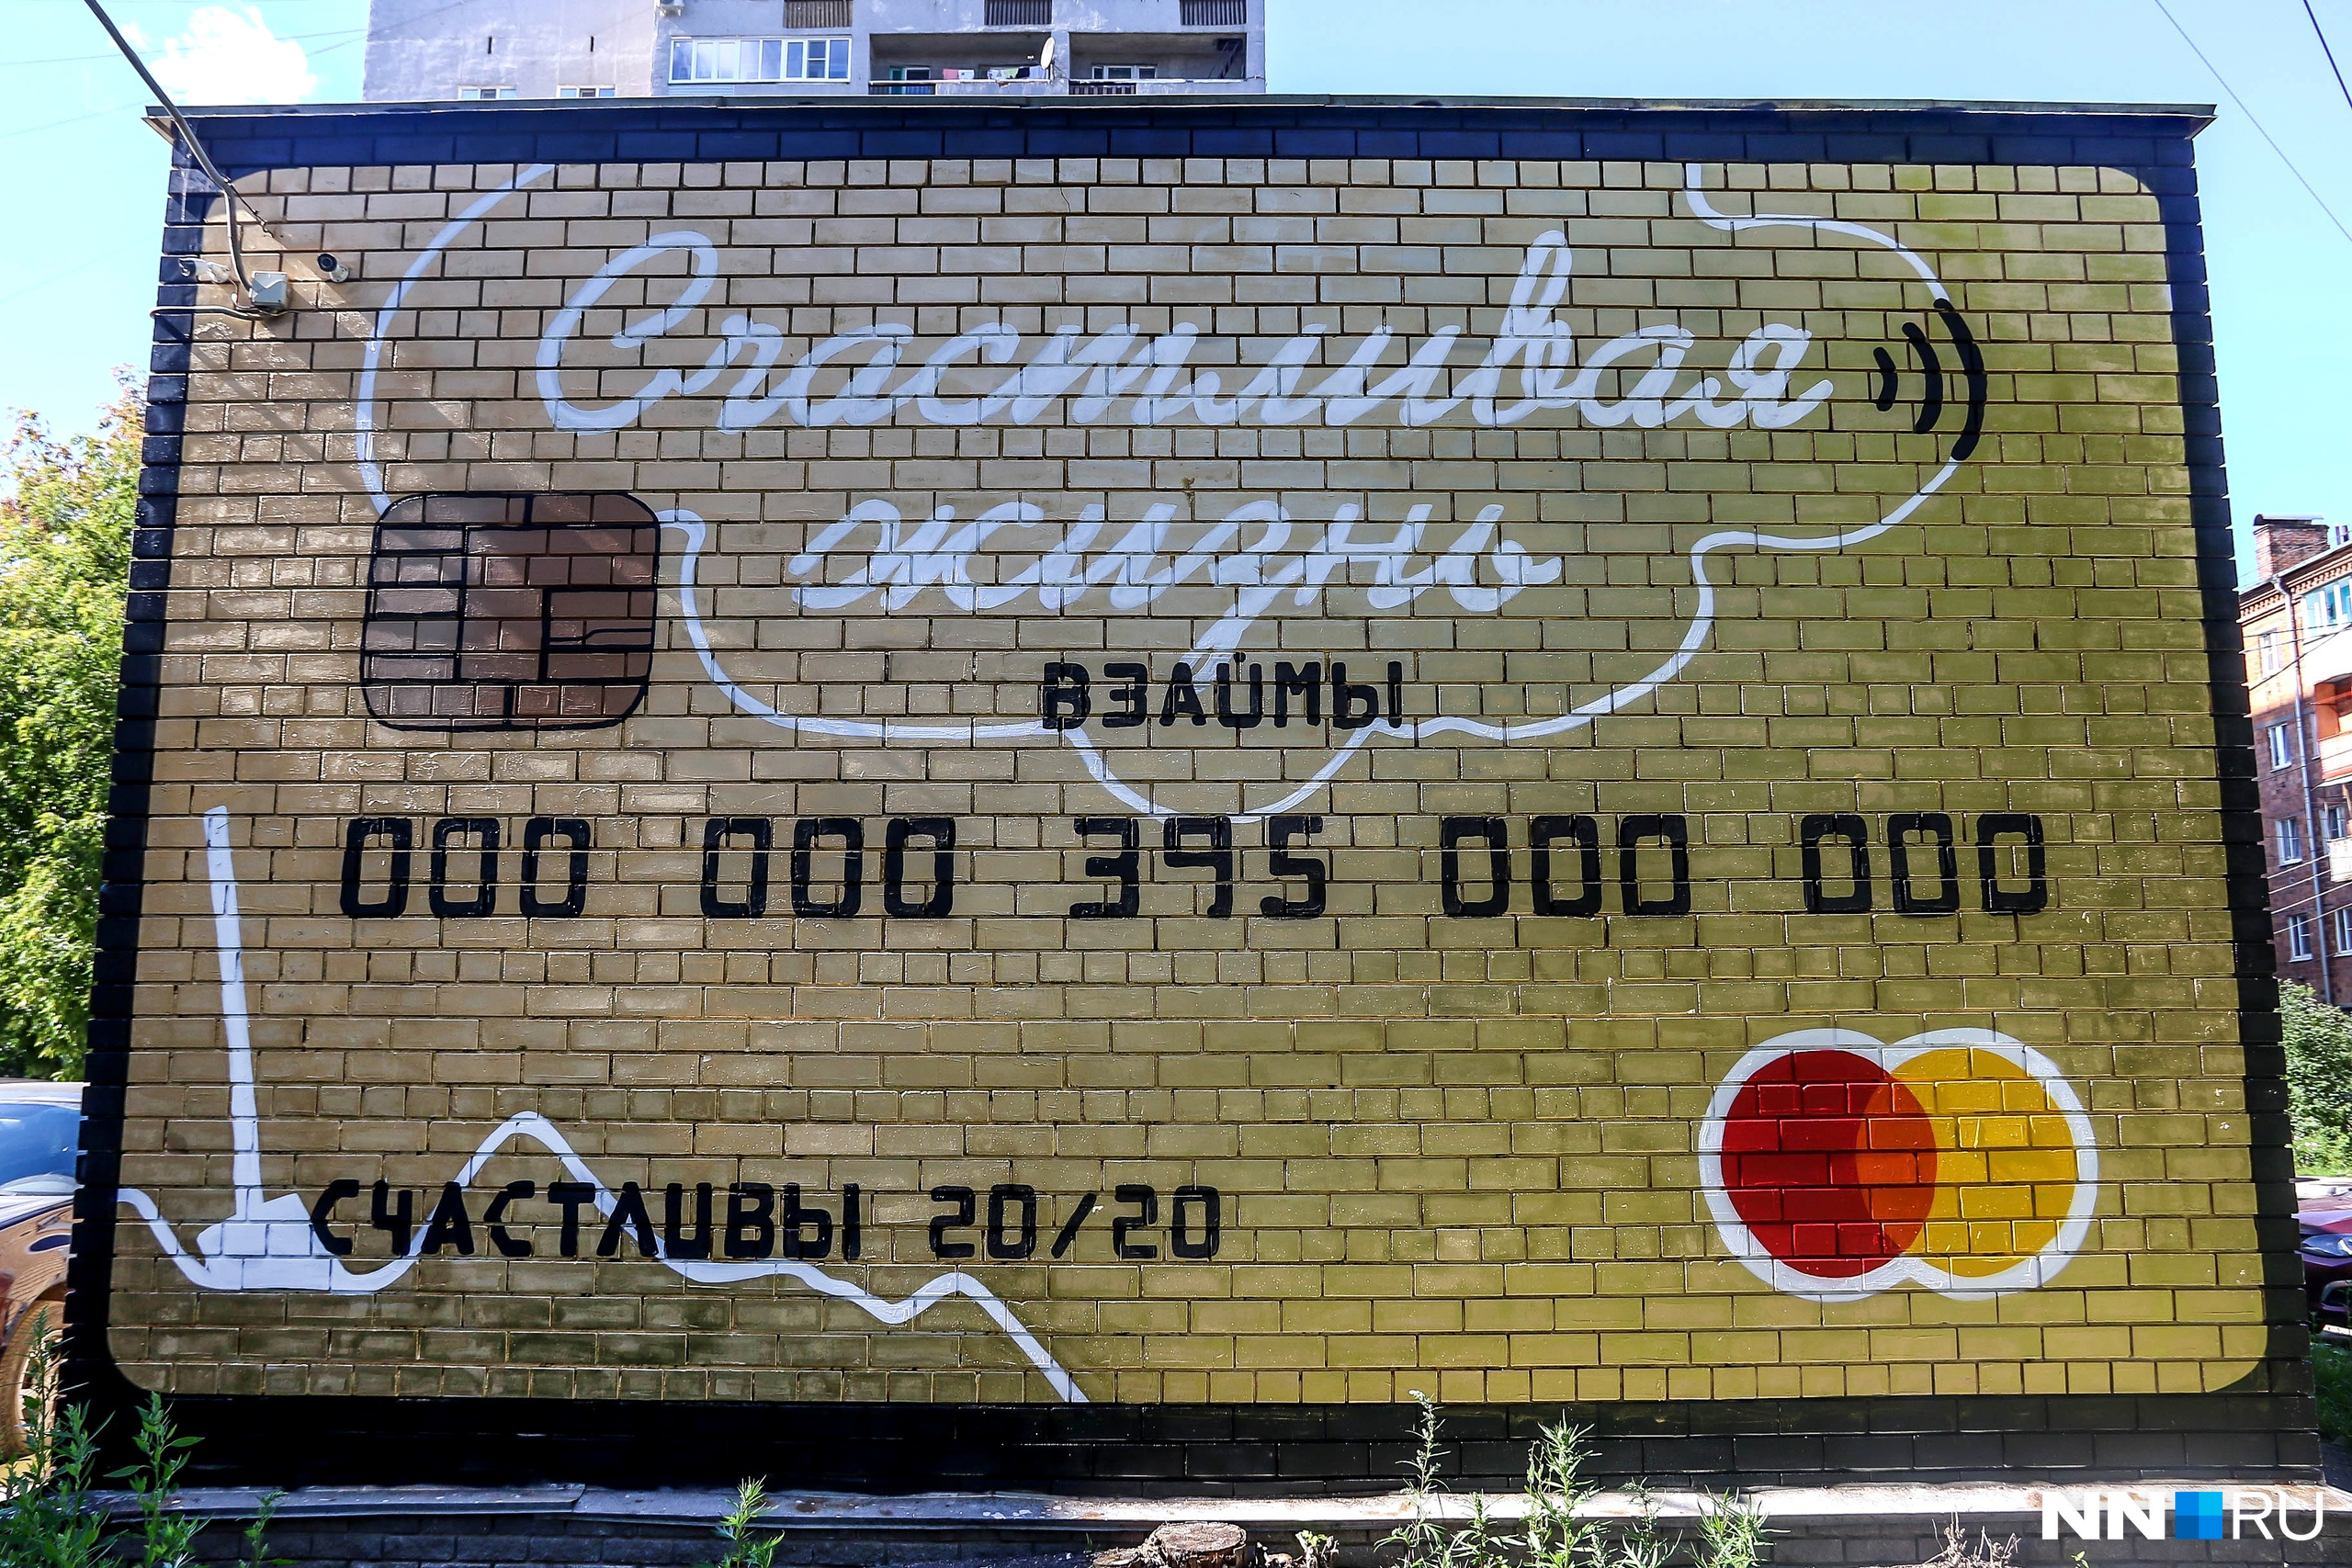 Счастливая
жизнь
ВЗАЙМЫ
000 000 395 000 000
СЧАСТЛИВЫ 20/20
NN RU